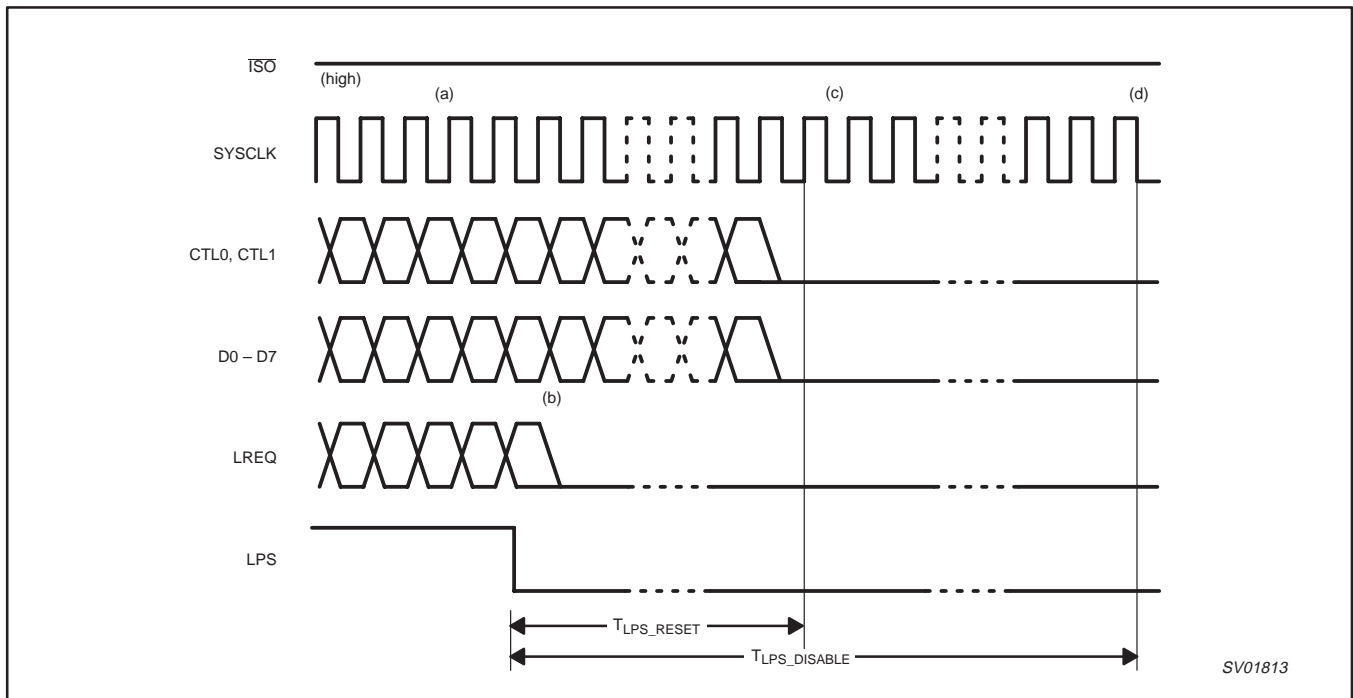 ISO
(high)
(a)
(c)
(d)
SYSCLK
CTL0, CTL1
D0 – D7
(b)
LREQ
LPS
TLPS_RESET
TLPS_DISABLE
SV01813